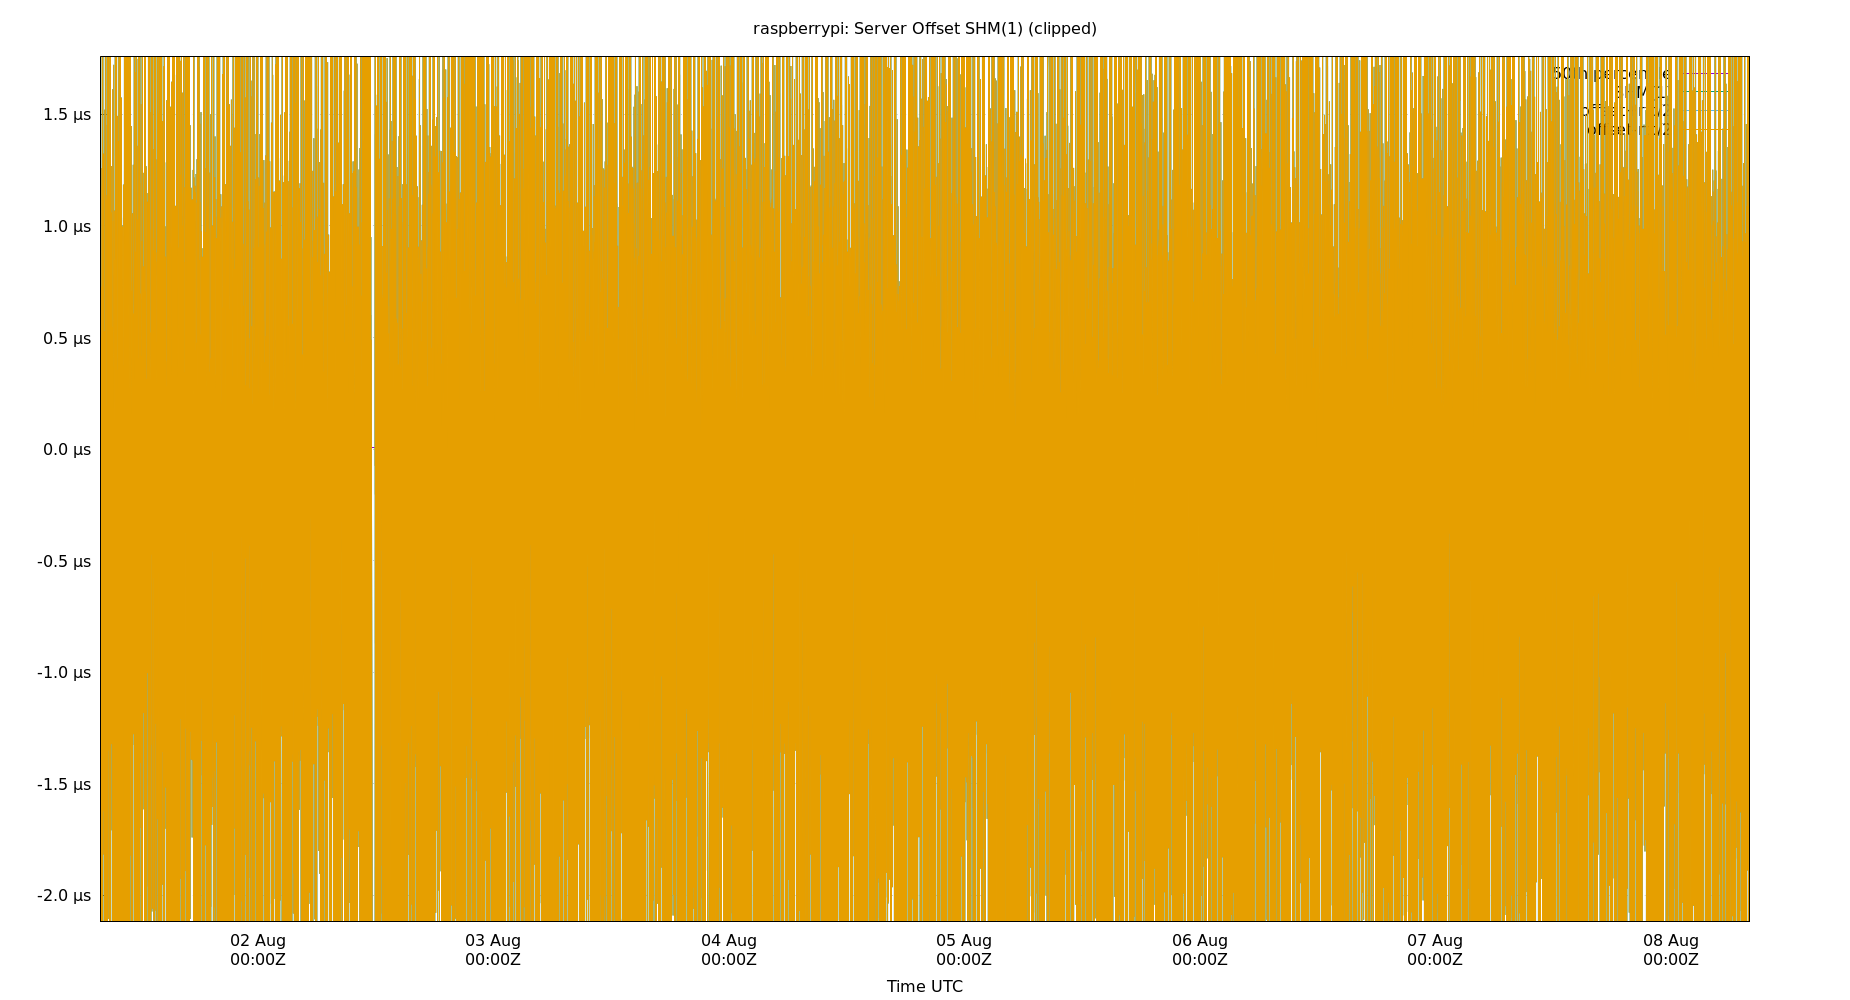 raspberrypi: Server Offset SHM(1) (clipped)
1.5 µs
1.0 µs
0.5 µs
0.0 µs
-0.5 µs
-1.0 µs
-1.5 µs
-2.0 µs
02 Aug
00:00Z
03 Aug
00:00Z
04 Aug
00:00Z
05 Aug
00:00Z
06 Aug
00:00Z
07 Aug
00:00Z
08 Aug
00:00Z
Time UTC